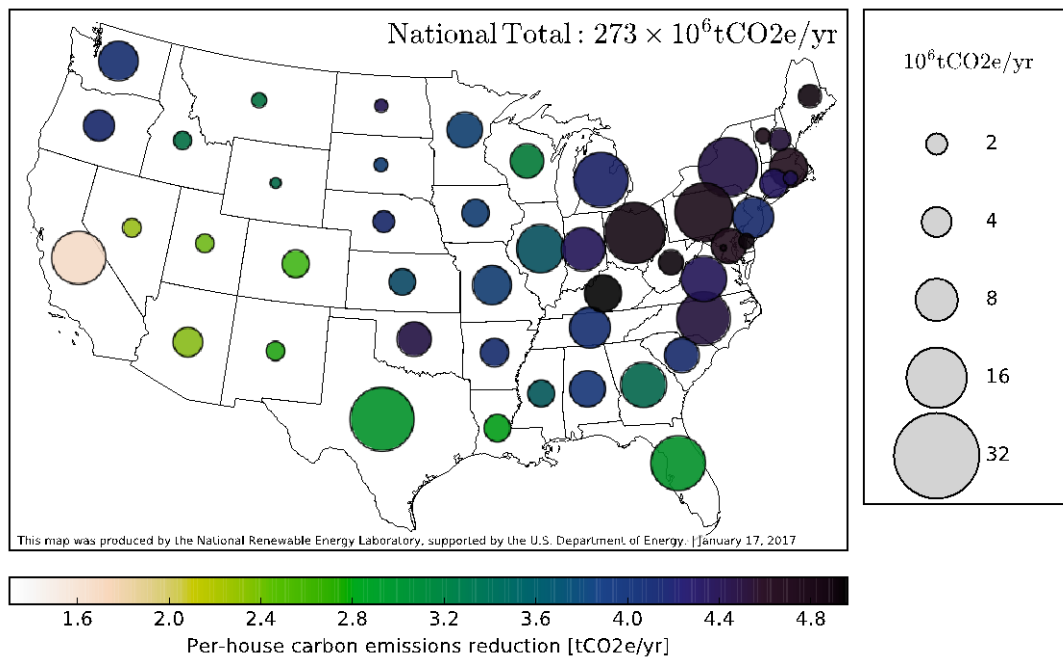 National Total: 273 × 10⁶tCO2e/yr
10⁶tCO2e/yr
2
4
8
16
32
This map was produced by the National Renewable Energy Laboratory, supported by the U.S. Department of Energy. | January 17, 2017
1.6 2.0 2.4 2.8 3.2 3.6 4.0 4.4 4.8
Per-house carbon emissions reduction [tCO2e/yr]